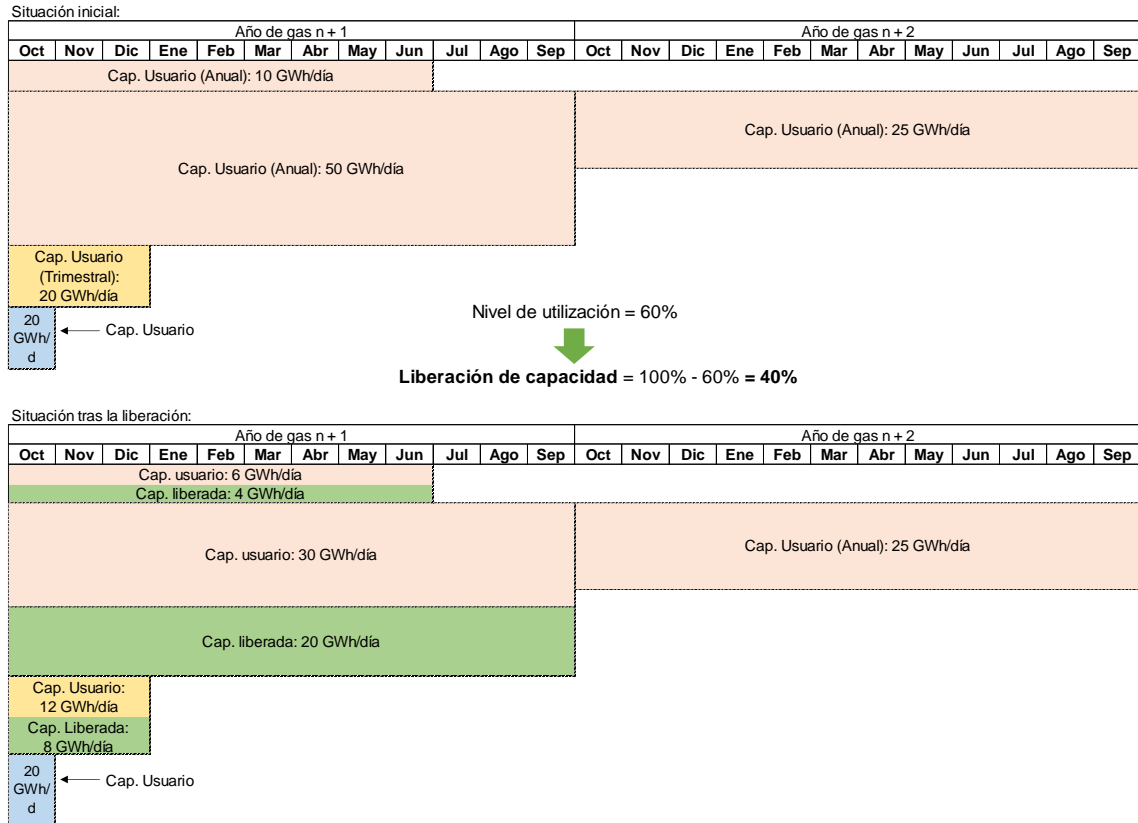 Situación inicial:
Año de gas n + 1 Año de gas n + 2
Oct Nov Dic Ene Feb Mar Abr May Jun Jul Ago Sep Oct Nov Dic Ene Feb Mar Abr May Jun Jul Ago Sep
Cap. Usuario (Anual): 10 GWh/día
Cap. Usuario (Anual): 25 GWh/día
Cap. Usuario (Anual): 50 GWh/día
Cap. Usuario
(Trimestral):
20 GWh/día
20
GWh/
d
Cap. Usuario
Nivel de utilización = 60%
Liberación de capacidad = 100% - 60% = 40%
Situación tras la liberación:
Año de gas n + 1 Año de gas n + 2
Oct Nov Dic Ene Feb Mar Abr May Jun Jul Ago Sep Oct Nov Dic Ene Feb Mar Abr May Jun Jul Ago Sep
Cap. usuario: 6 GWh/día
Cap. liberada: 4 GWh/día
Cap. usuario: 30 GWh/día
Cap. Usuario (Anual): 25 GWh/día
Cap. liberada: 20 GWh/día
Cap. Usuario:
12 GWh/día
Cap. Liberada:
8 GWh/día
20
GWh/
d
Cap. Usuario